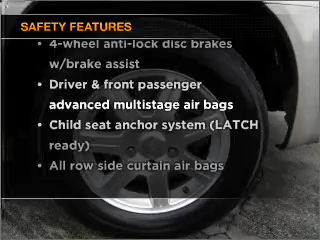 SAFETY FEATURES
• 4-wheel anti-lock disc brakes
w/brake assist
• Driver & front passenger
advanced multistage air bags
• Child seat anchor system (LATCH
ready)
• All row side curtain air bags